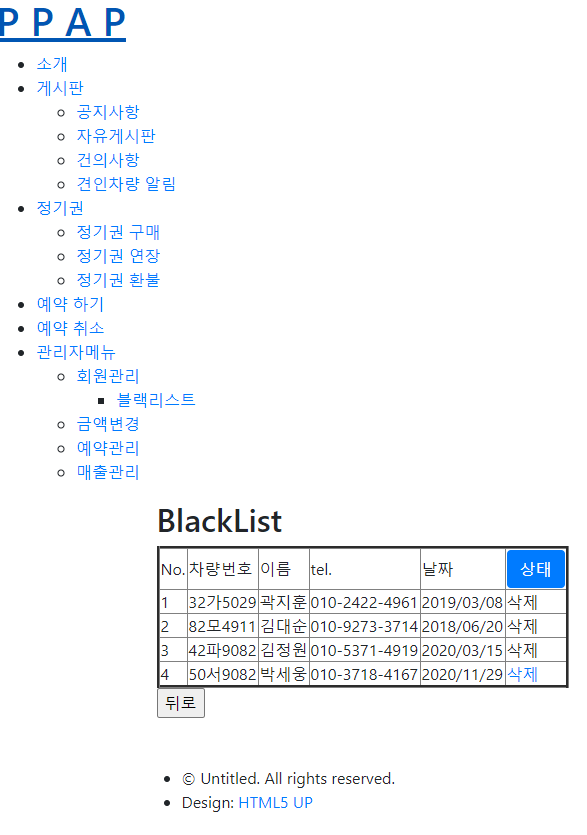 P P A P
소개
게시판
공지사항
자유게시판
건의사항
견인차량 알림
정기권
정기권 구매
정기권 연장
정기권 환불
예약 하기
예약 취소
관리자메뉴
회원관리
블랙리스트
금액변경
예약관리
매출관리
BlackList
No. 차량번호 이름 tel. 날짜 상태
1 32가5029 곽지훈 010-2422-4961 2019/03/08 삭제
2 82모4911 김대순 010-9273-3714 2018/06/20 삭제
3 42파9082 김정원 010-5371-4919 2020/03/15 삭제
4 50서9082 박세웅 010-3718-4167 2020/11/29 삭제
뒤로
© Untitled. All rights reserved.
Design: HTML5 UP